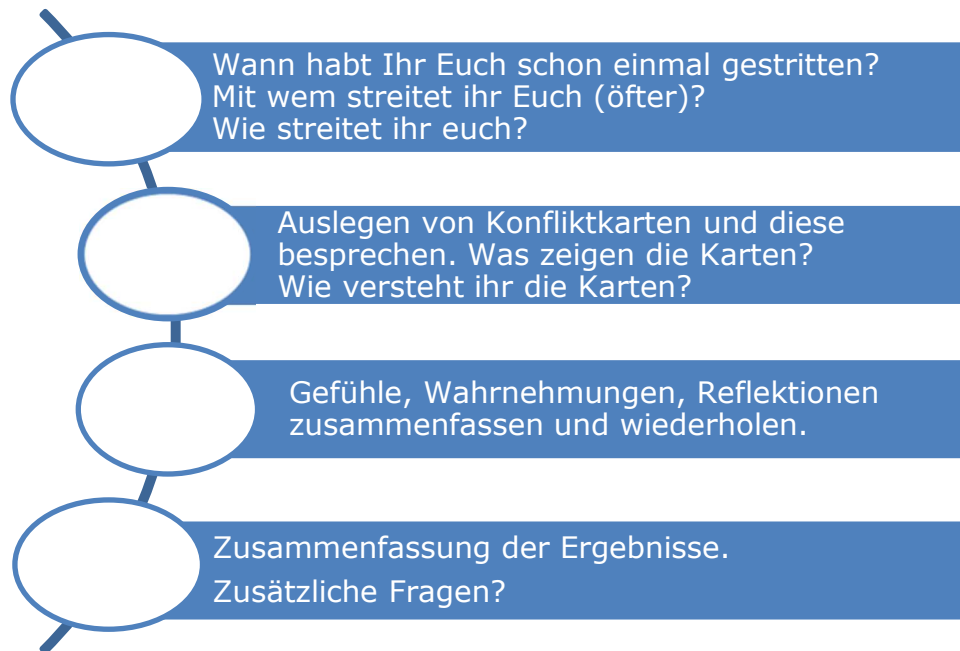 Wann habt Ihr Euch schon einmal gestritten?
Mit wem streitet ihr Euch (öfter)?
Wie streitet ihr euch?
Auslegen von Konfliktkarten und diese
besprechen. Was zeigen die Karten?
Wie versteht ihr die Karten?
Gefühle, Wahrnehmungen, Reflektionen
zusammenfassen und wiederholen.
Zusammenfassung der Ergebnisse.
Zusätzliche Fragen?